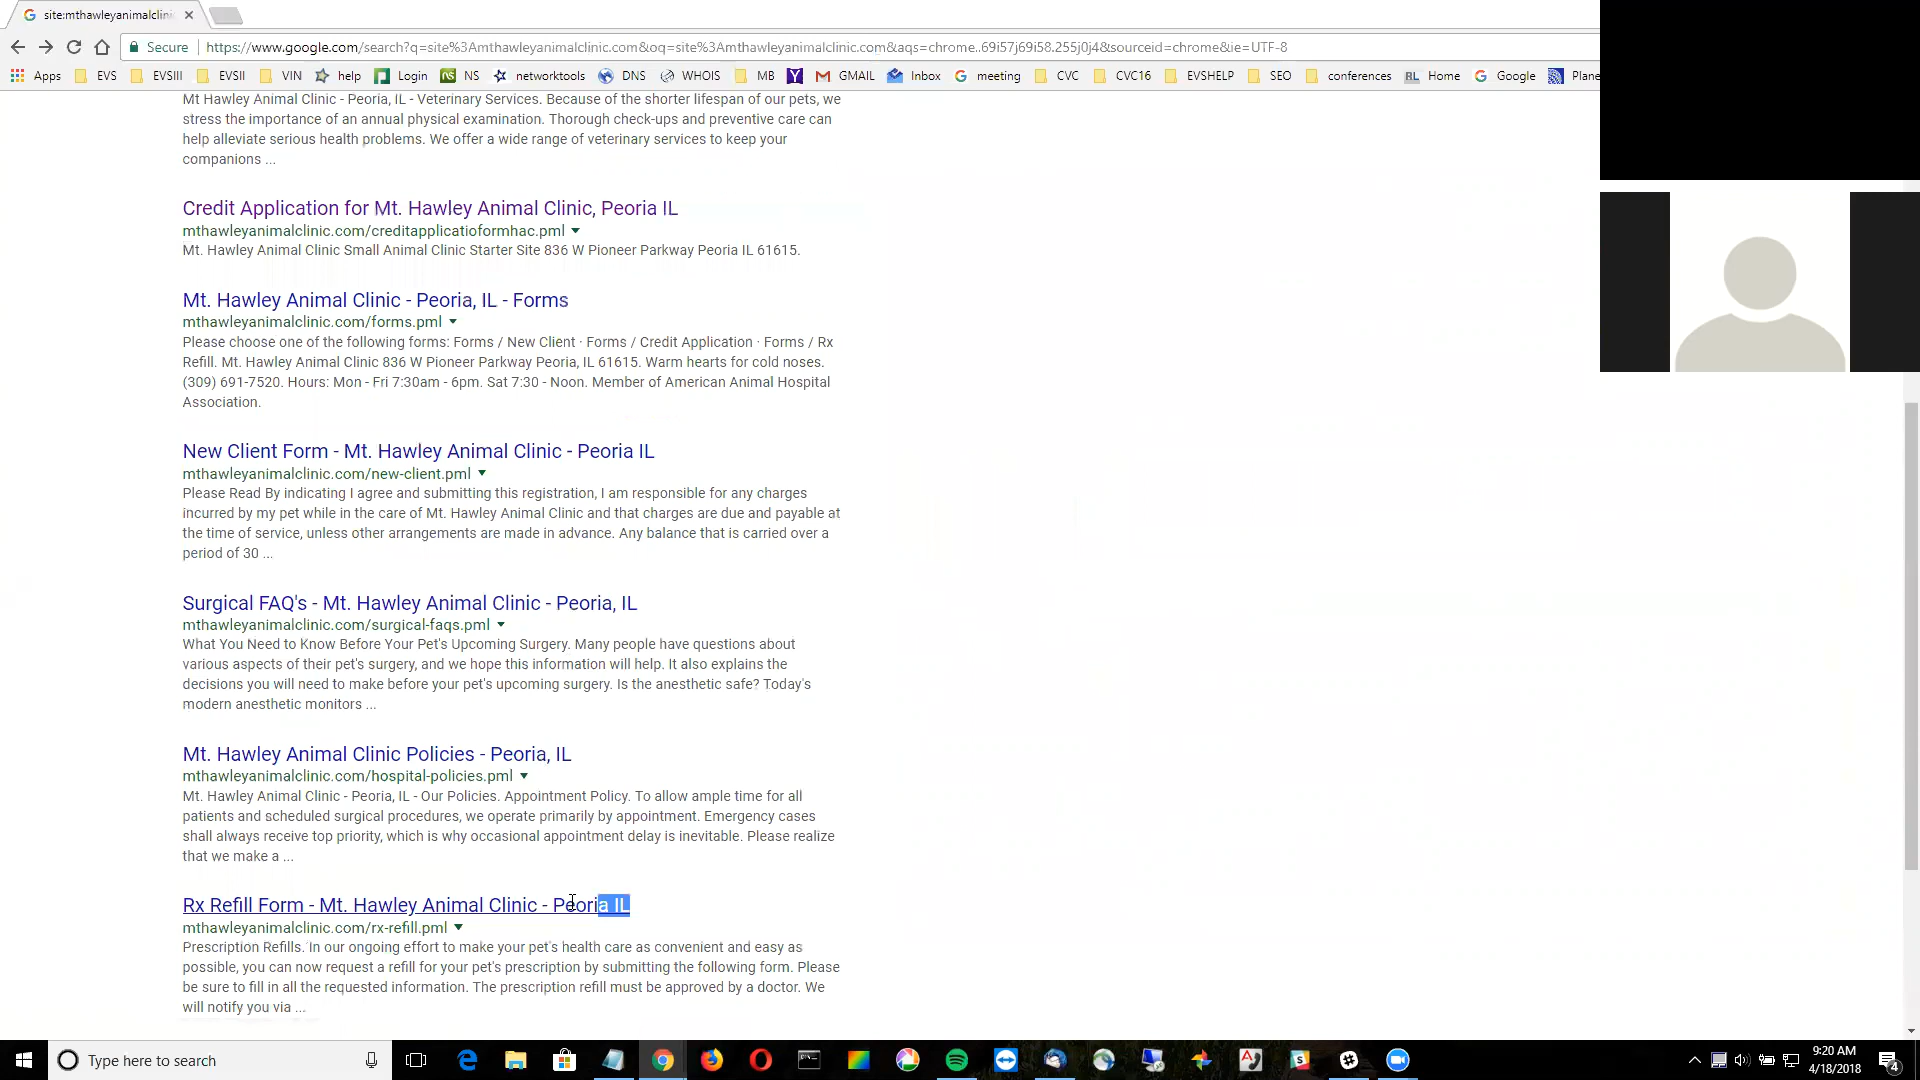 site:mthawleyanimalclini
Secure https://www.google.com/search?q=site%3Amthawleyanimalclinic.com&oq=site%3Amthawleyanimalclinic.com&aqs=chrome..69i57j69i58.255j0j4&sourceid=chrome&ie=UTF-8
Apps EVS EVSIII EVSII VIN help Login NS networktools DNS WHOIS MB GMAIL Inbox meeting CVC CVC16 EVSHELP SEO conferences RL Home Google Plane
Mt Hawley Animal Clinic - Peoria, IL - Veterinary Services. Because of the shorter lifespan of our pets, we
stress the importance of an annual physical examination. Thorough check-ups and preventive care can
help alleviate serious health problems. We offer a wide range of veterinary services to keep your
companions ...
Credit Application for Mt. Hawley Animal Clinic, Peoria IL
mthawleyanimalclinic.com/creditapplicatioformhac.pml
Mt. Hawley Animal Clinic Small Animal Clinic Starter Site 836 W Pioneer Parkway Peoria IL 61615.
Mt. Hawley Animal Clinic - Peoria, IL - Forms
mthawleyanimalclinic.com/forms.pml
Please choose one of the following forms: Forms / New Client · Forms / Credit Application · Forms / Rx
Refill. Mt. Hawley Animal Clinic 836 W Pioneer Parkway Peoria, IL 61615. Warm hearts for cold noses.
(309) 691-7520. Hours: Mon - Fri 7:30am - 6pm. Sat 7:30 - Noon. Member of American Animal Hospital
Association.
New Client Form - Mt. Hawley Animal Clinic - Peoria IL
mthawleyanimalclinic.com/new-client.pml
Please Read By indicating I agree and submitting this registration, I am responsible for any charges
incurred by my pet while in the care of Mt. Hawley Animal Clinic and that charges are due and payable at
the time of service, unless other arrangements are made in advance. Any balance that is carried over a
period of 30 ...
Surgical FAQ's - Mt. Hawley Animal Clinic - Peoria, IL
mthawleyanimalclinic.com/surgical-faqs.pml
What You Need to Know Before Your Pet's Upcoming Surgery. Many people have questions about
various aspects of their pet's surgery, and we hope this information will help. It also explains the
decisions you will need to make before your pet's upcoming surgery. Is the anesthetic safe? Today's
modern anesthetic monitors ...
Mt. Hawley Animal Clinic Policies - Peoria, IL
mthawleyanimalclinic.com/hospital-policies.pml
Mt. Hawley Animal Clinic - Peoria, IL - Our Policies. Appointment Policy. To allow ample time for all
patients and scheduled surgical procedures, we operate primarily by appointment. Emergency cases
shall always receive top priority, which is why occasional appointment delay is inevitable. Please realize
that we make a ...
Rx Refill Form - Mt. Hawley Animal Clinic - Peoria IL
mthawleyanimalclinic.com/rx-refill.pml
Prescription Refills. In our ongoing effort to make your pet's health care as convenient and easy as
possible, you can now request a refill for your pet's prescription by submitting the following form. Please
be sure to fill in all the requested information. The prescription refill must be approved by a doctor. We
will notify you via ...
Type here to search
9:20 AM
4/18/2018
4